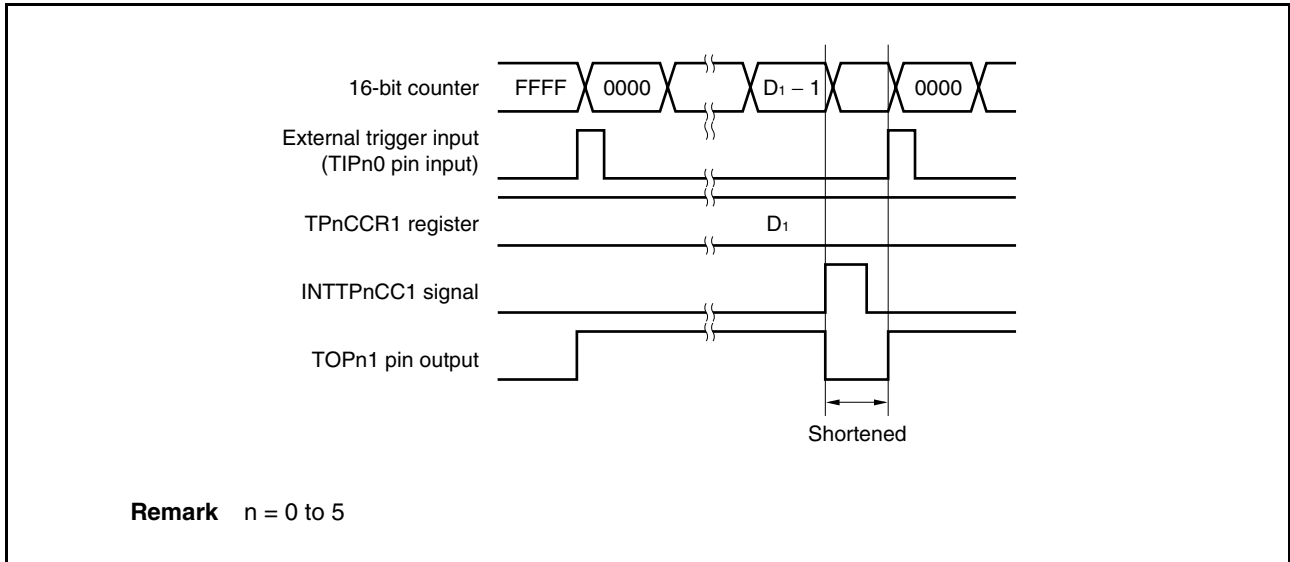 16-bit counter FFFF 0000 D₁ – 1 0000
External trigger input
(TIPn0 pin input)
TPnCCR1 register D₁
INTTPnCC1 signal
TOPn1 pin output
Shortened
Remark n = 0 to 5